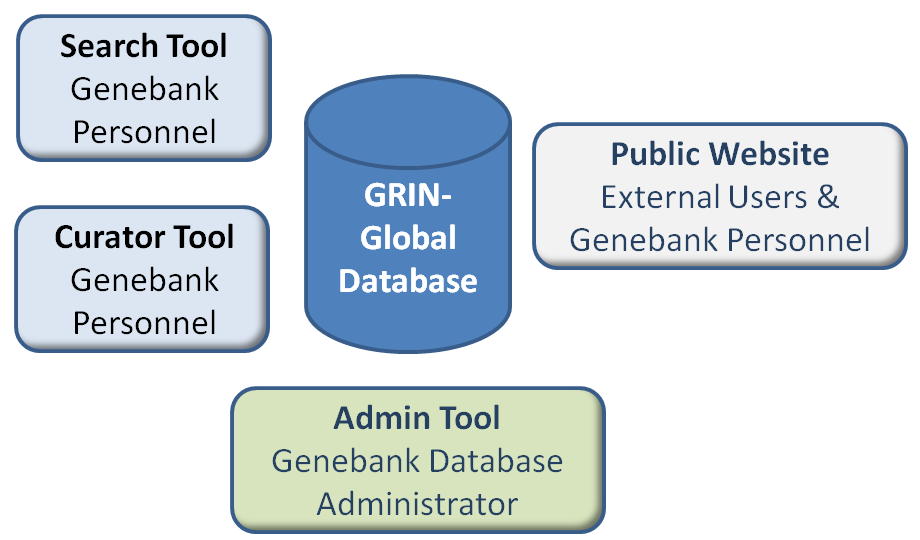 Search Tool
Genebank
Personnel
Curator Tool
Genebank
Personnel
GRIN-
Global
Database
Public Website
External Users &
Genebank Personnel
Admin Tool
Genebank Database
Administrator